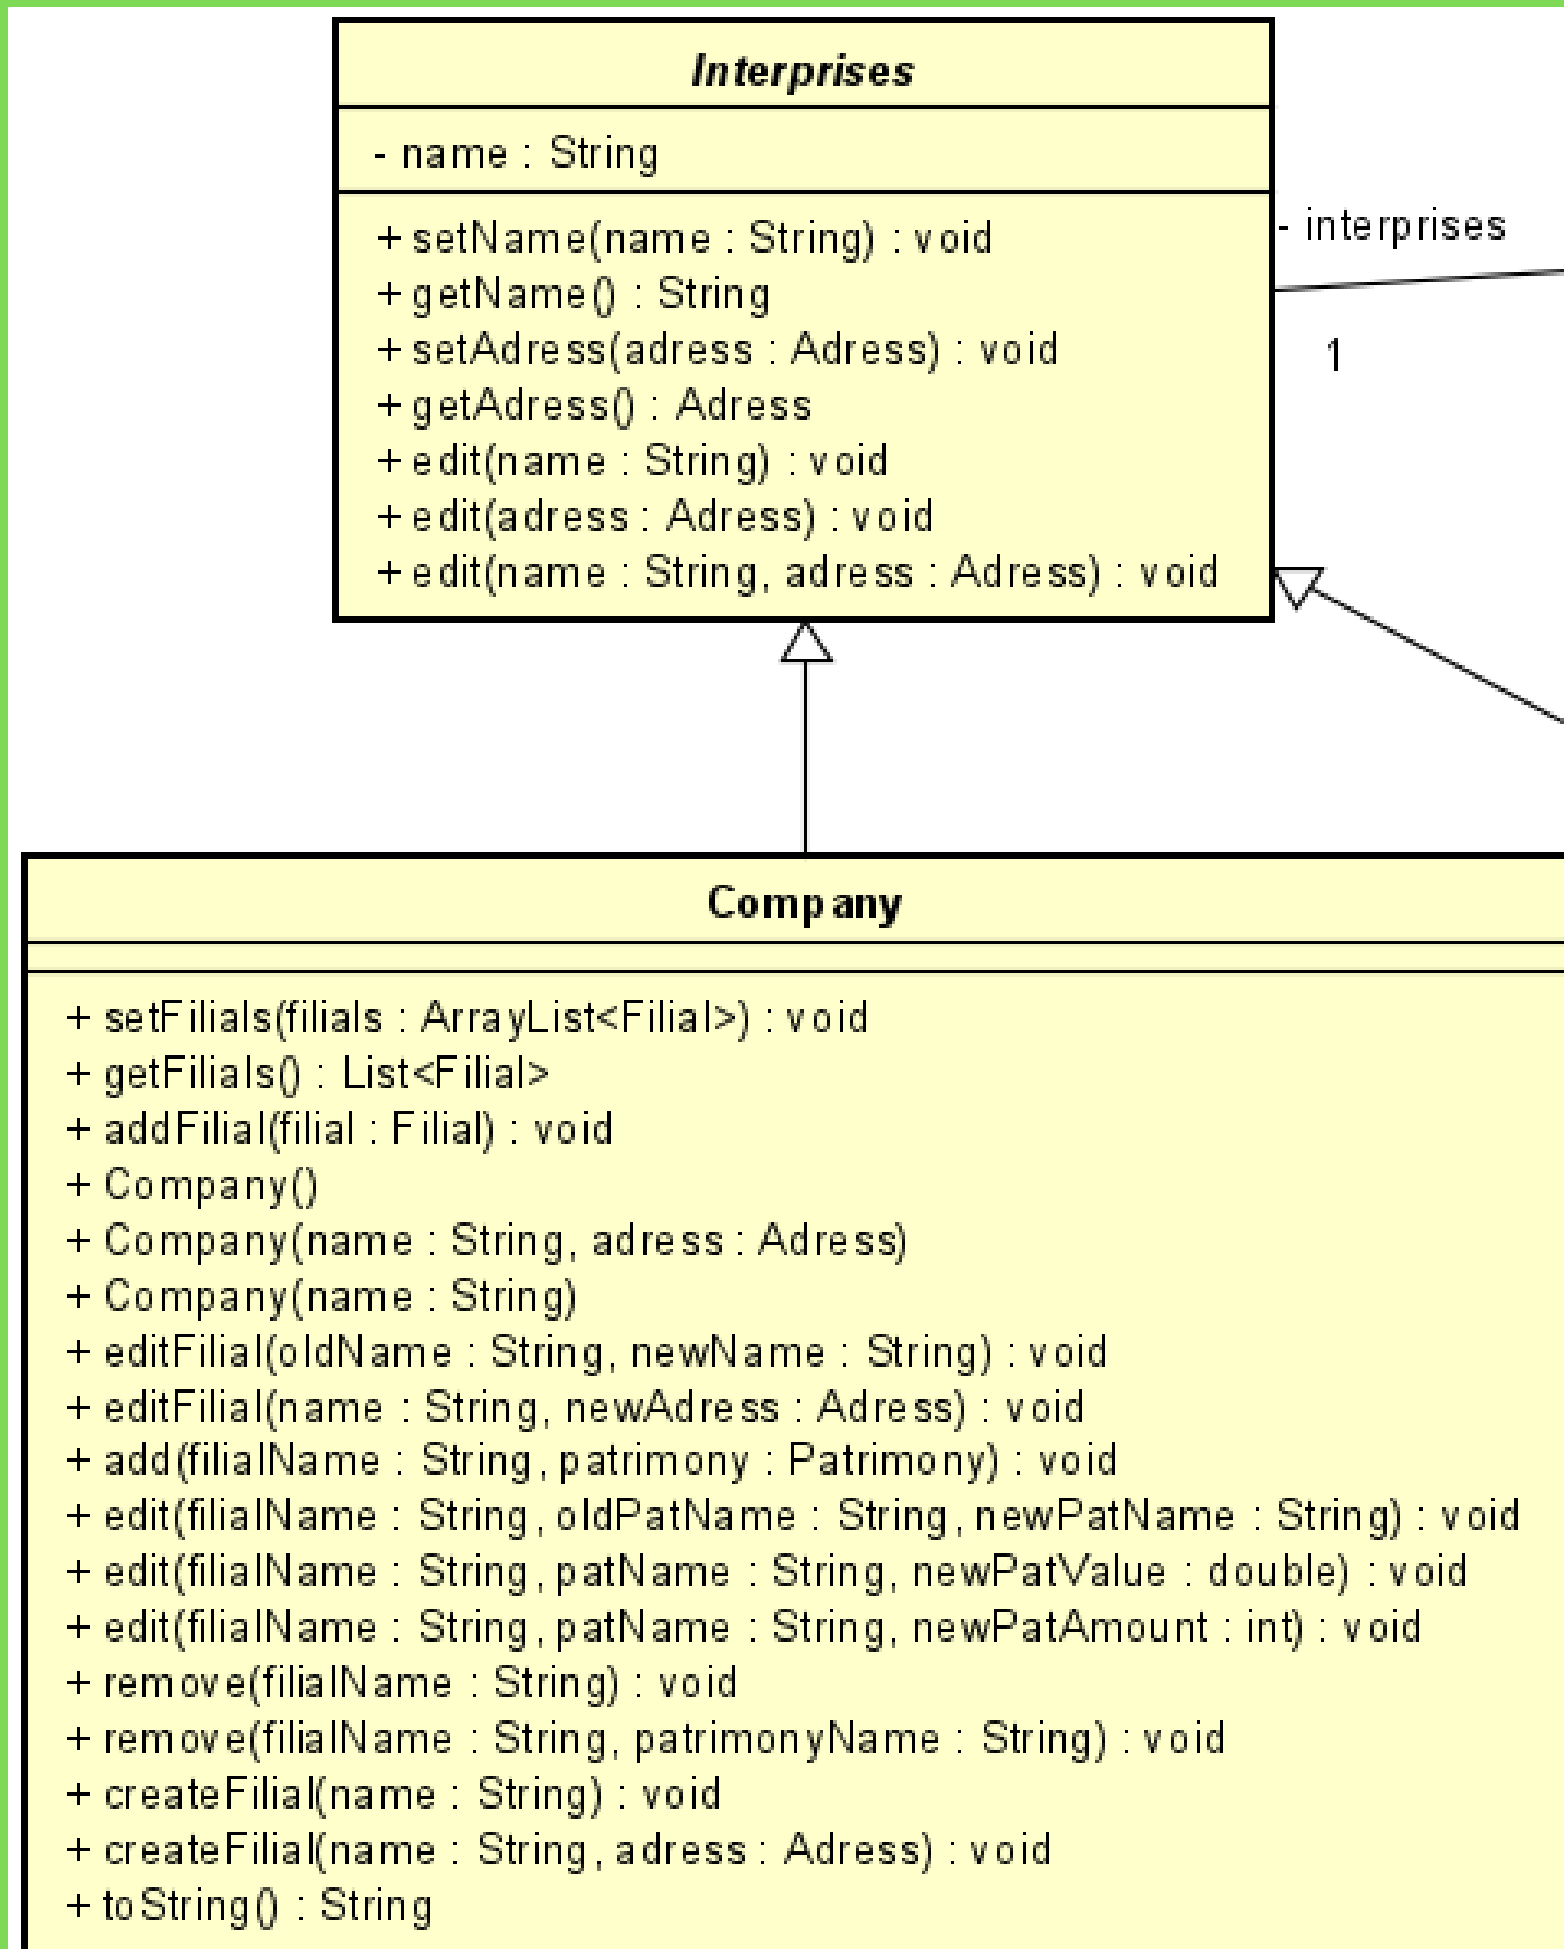 Interprises
- name : String
+ setName(name : String) : void
+ getName() : String
+ setAdress(adress : Adress) : void
+ getAdress() : Adress
+ edit(name : String) : void
+ edit(adress : Adress) : void
+ edit(name : String, adress : Adress) : void
- interprises
1
Company
+ setFilials(filials : ArrayList<Filial>) : void
+ getFilials() : List<Filial>
+ addFilial(filial : Filial) : void
+ Company()
+ Company(name : String, adress : Adress)
+ Company(name : String)
+ editFilial(oldName : String, newName : String) : void
+ editFilial(name : String, newAdress : Adress) : void
+ add(filialName : String, patrimony : Patrimony) : void
+ edit(filialName : String, oldPatName : String, newPatName : String) : void
+ edit(filialName : String, patName : String, newPatValue : double) : void
+ edit(filialName : String, patName : String, newPatAmount : int) : void
+ remove(filialName : String) : void
+ remove(filialName : String, patrimonyName : String) : void
+ createFilial(name : String) : void
+ createFilial(name : String, adress : Adress) : void
+ toString() : String